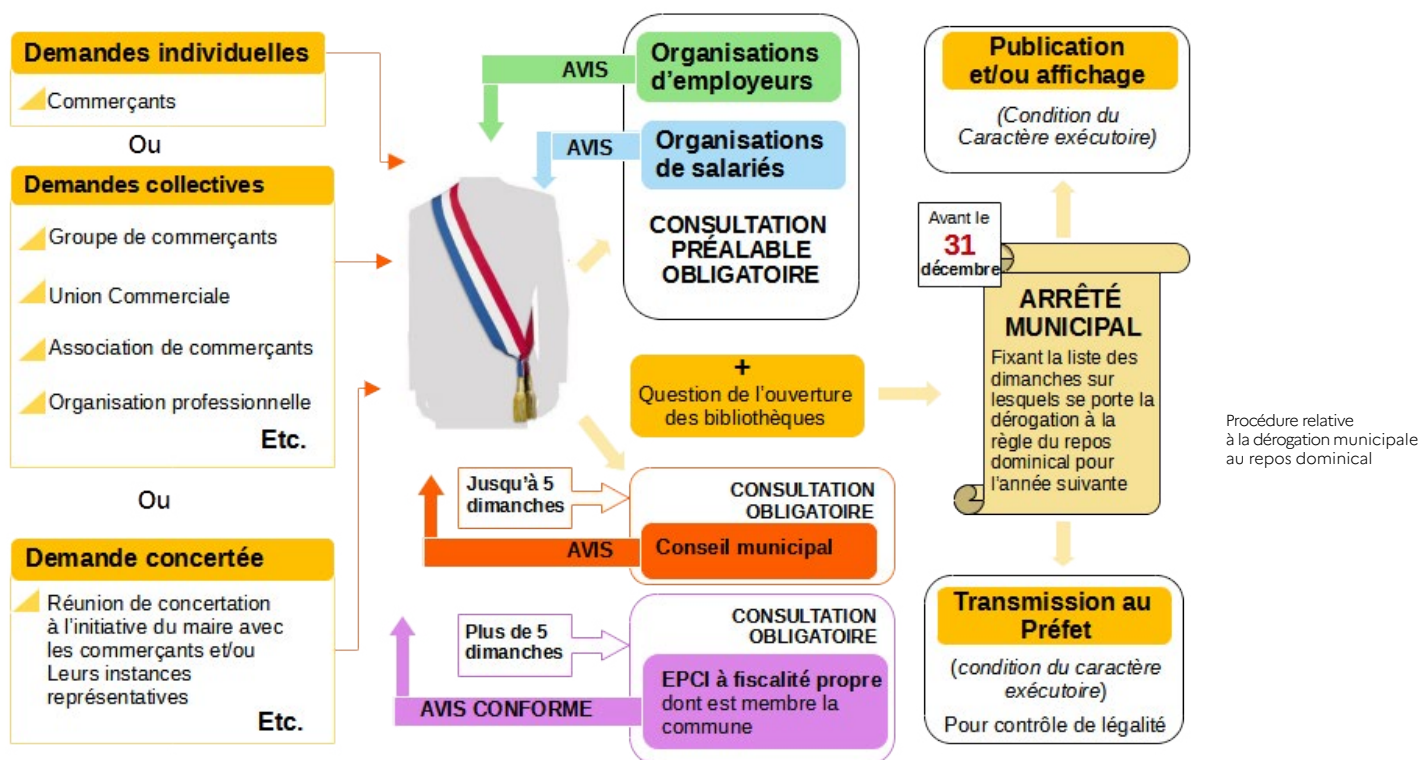 Demandes individuelles
Commerçants
Ou
Demandes collectives
Groupe de commerçants
Union Commerciale
Association de commerçants
Organisation professionnelle
Etc.
Ou
Demande concertée
Réunion de concertation
à l'initiative du maire avec
les commerçants et/ou
Leurs instances
représentatives
Etc.
AVIS
Organisations
d'employeurs
AVIS
Organisations
de salariés
CONSULTATION
PRÉALABLE
OBLIGATOIRE
+
Question de l'ouverture
des bibliothèques
Jusqu'à 5
dimanches
CONSULTATION
OBLIGATOIRE
AVIS
Conseil municipal
Plus de 5
dimanches
CONSULTATION
OBLIGATOIRE
AVIS CONFORME
EPCI à fiscalité propre
dont est membre la
commune
Publication
et/ou affichage
(Condition du
Caractère exécutoire)
Avant le
31
décembre
ARRÊTÉ
MUNICIPAL
Fixant la liste des
dimanches sur
lesquels se porte la
dérogation à la
règle du repos
dominical pour
l'année suivante
Transmission au
Préfet
(condition du caractère
exécutoire)
Pour contrôle de légalité
Procédure relative
à la dérogation municipale
au repos dominical